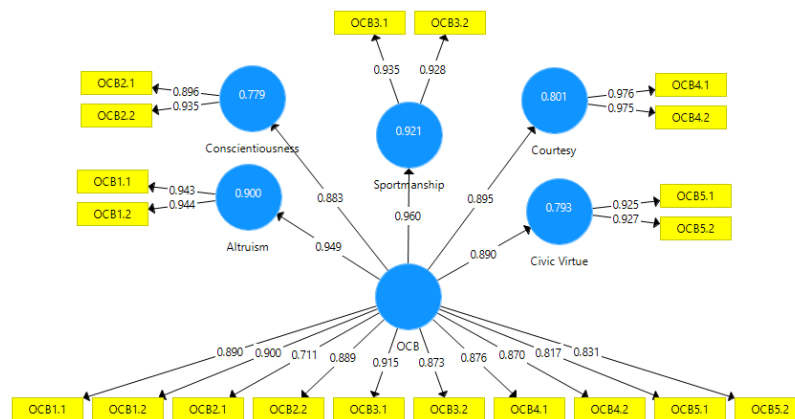 OCB3.1 OCB3.2
0.935 0.928
OCB2.1
OCB2.2
0.896
0.935
0.779
Conscientiousness
0.921
Sportmanship
0.801
Courtesy
0.976
0.975
OCB4.1
OCB4.2
OCB1.1
OCB1.2
0.943
0.944
0.900
Altruism
0.793
Civic Virtue
0.925
0.927
OCB5.1
OCB5.2
0.883
0.949
0.960
0.895
0.890
OCB
0.890 0.900 0.711 0.889 0.915 0.873 0.876 0.870 0.817 0.831
OCB1.1 OCB1.2 OCB2.1 OCB2.2 OCB3.1 OCB3.2 OCB4.1 OCB4.2 OCB5.1 OCB5.2